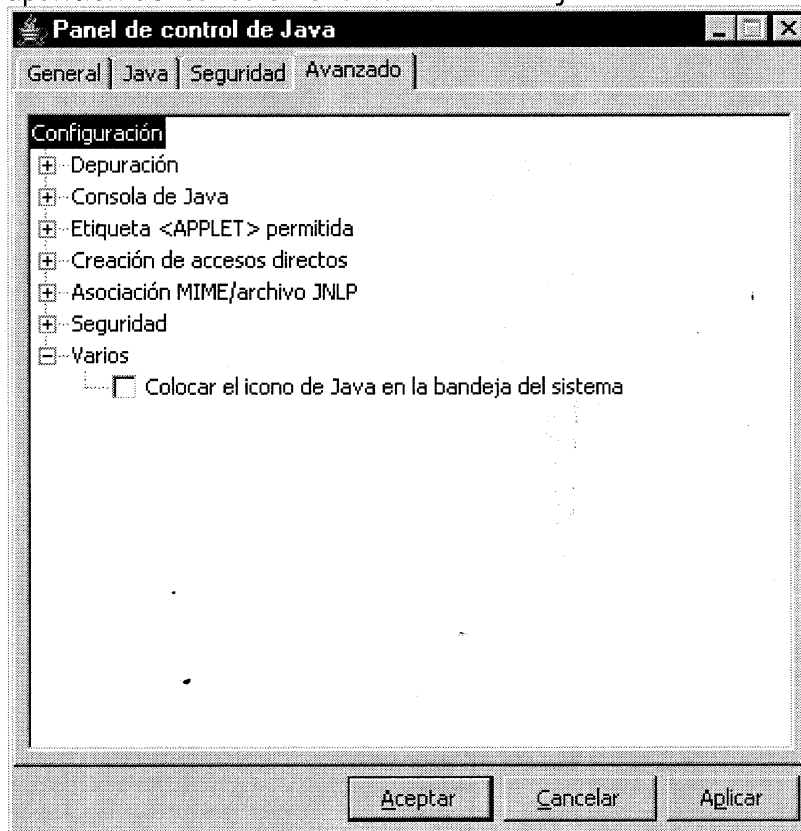 Panel de control de Java
General Java Seguridad Avanzado
Configuración
Depuración
Consola de Java
Etiqueta <APPLET> permitida
Creación de accesos directos
Asociación MIME/archivo JNLP
Seguridad
Varios
Colocar el icono de Java en la bandeja del sistema
Aceptar Cancelar Aplicar